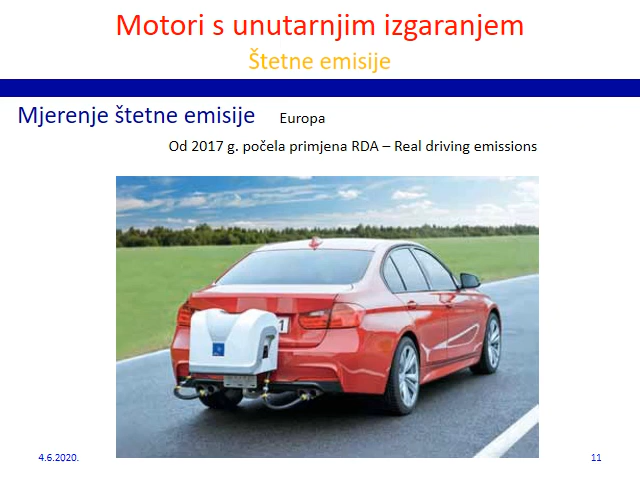 Motori s unutarnjim izgaranjem
Štetne emisije
Mjerenje štetne emisije Europa
Od 2017 g. počela primjena RDA – Real driving emissions
1
4.6.2020.
11